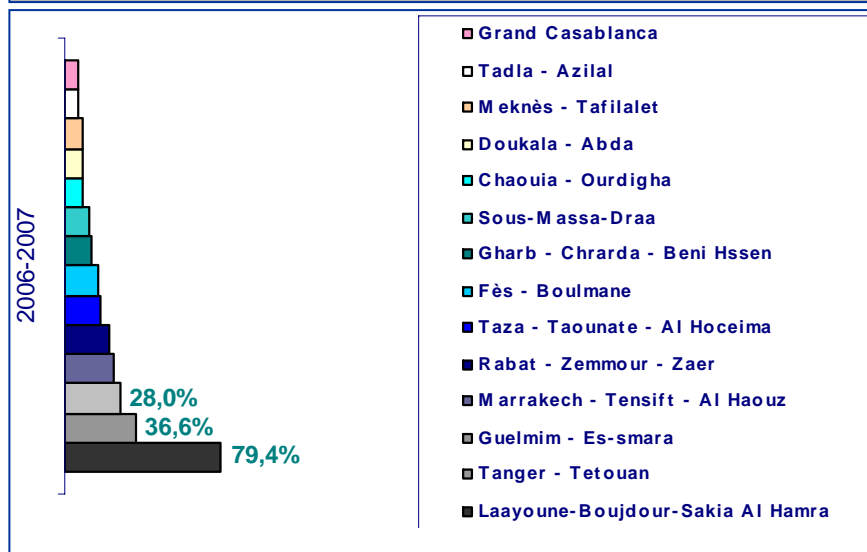 2006-2007
28,0%
36,6%
79,4%
Grand Casablanca
Tadla - Azilal
Meknès - Tafilalet
Doukala - Abda
Chaouia - Ourdigha
Sous-Massa-Draa
Gharb - Chrarda - Beni Hssen
Fès - Boulmane
Taza - Taounate - Al Hoceima
Rabat - Zemmour - Zaer
Marrakech - Tensift - Al Haouz
Guelmim - Es-smara
Tanger - Tetouan
Laayoune-Boujdour-Sakia Al Hamra